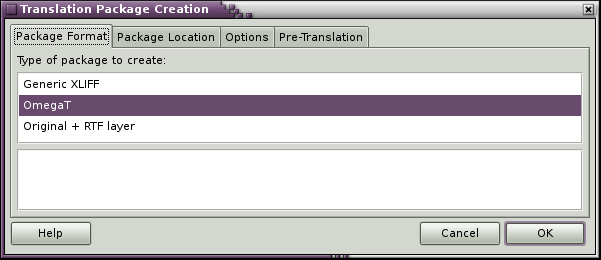 Translation Package Creation
Package Format Package Location Options Pre-Translation
Type of package to create:
Generic XLIFF
OmegaT
Original + RTF layer
Help Cancel OK